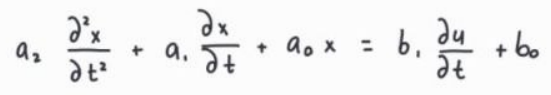 a₂ ∂²x/∂t² + a₁ ∂x/∂t + a₀ x = b₁ ∂u/∂t + b₀